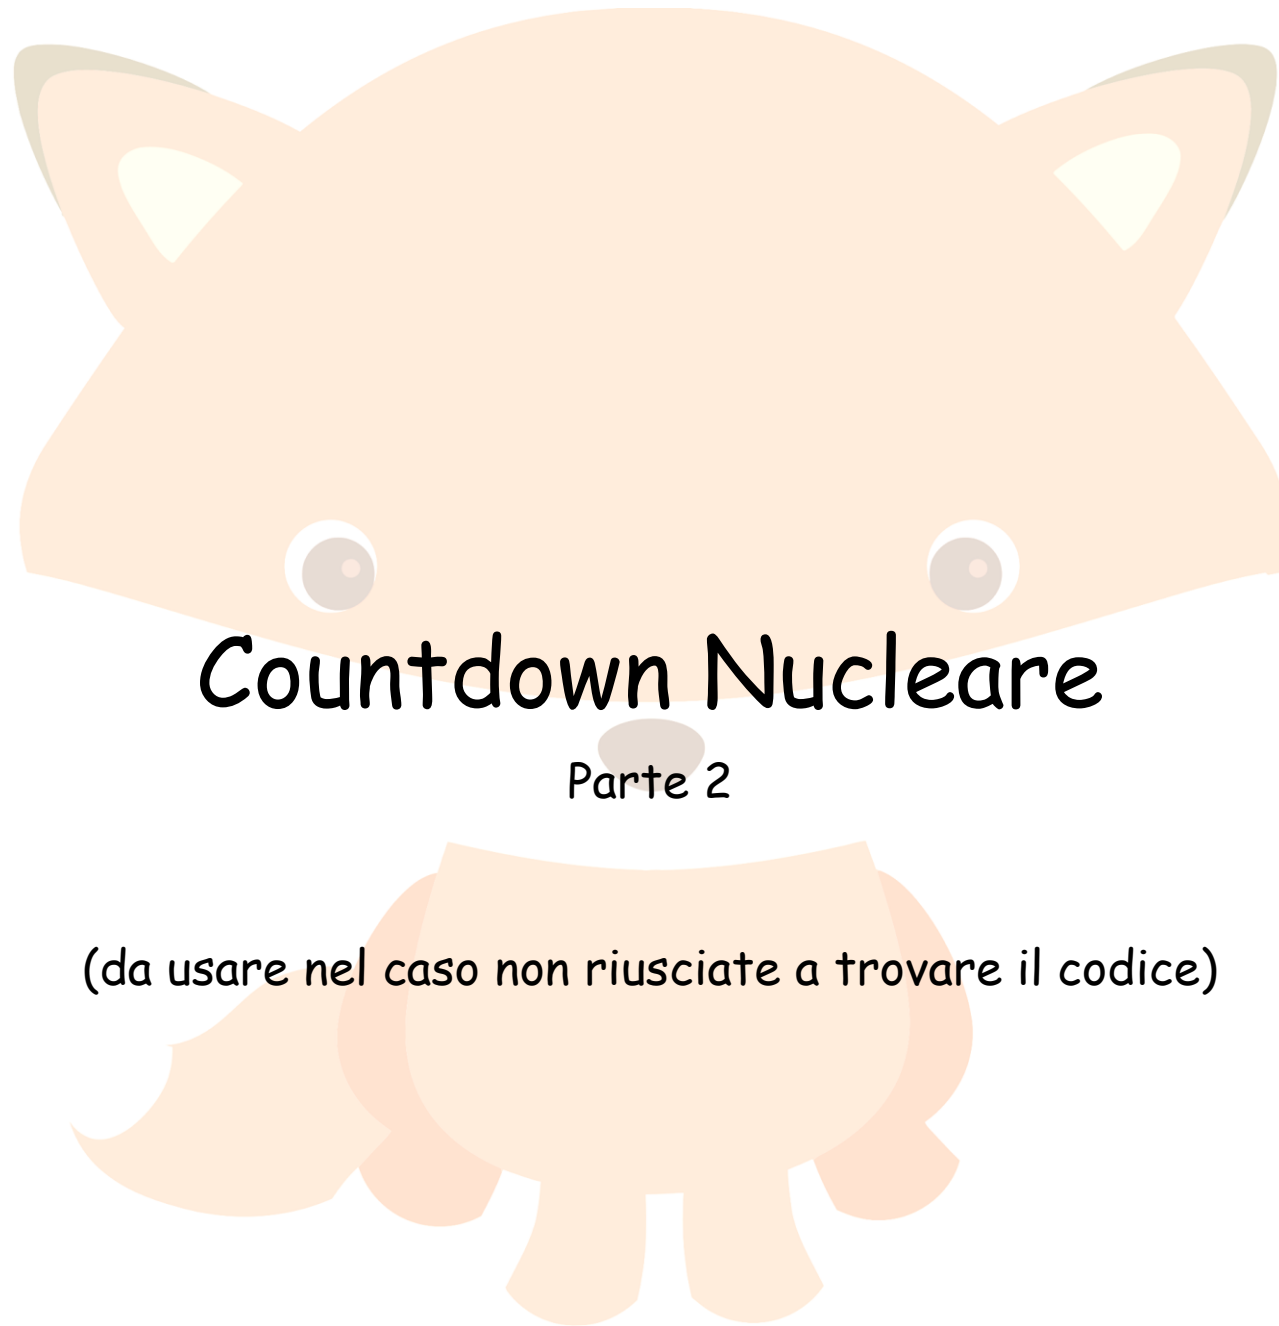 Countdown Nucleare
Parte 2
(da usare nel caso non riusciate a trovare il codice)